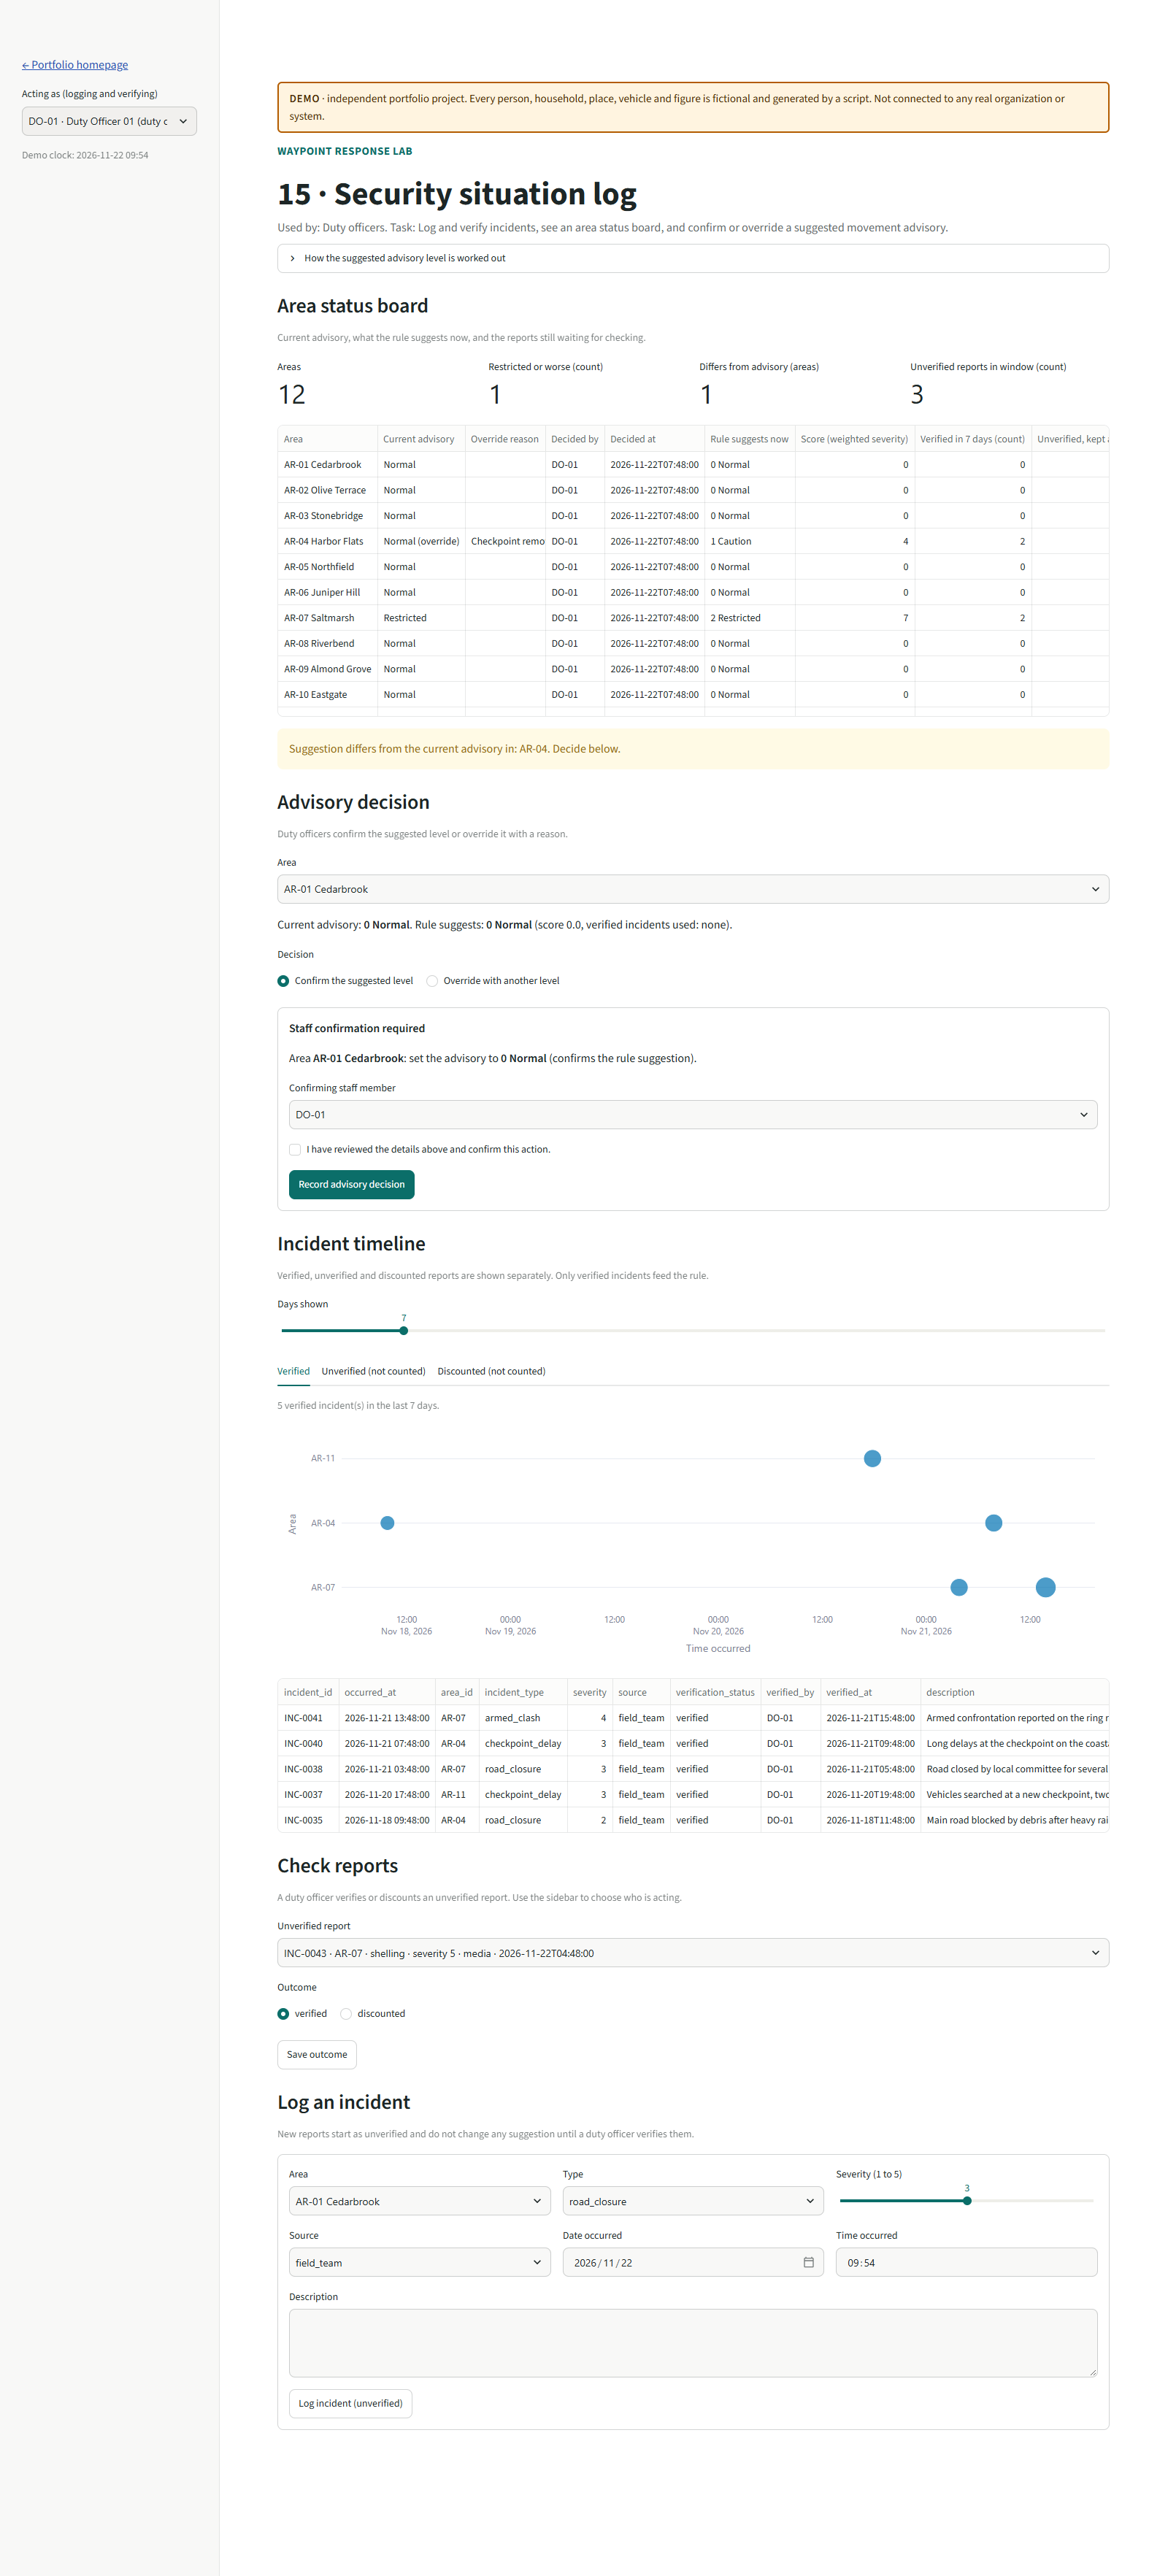 ← Portfolio homepage
Acting as (logging and verifying)
DO-01 · Duty Officer 01 (duty c
Demo clock: 2026-11-22 09:54
DEMO · independent portfolio project. Every person, household, place, vehicle and figure is fictional and generated by a script. Not connected to any real organization or
system.
WAYPOINT RESPONSE LAB
15 · Security situation log
Used by: Duty officers. Task: Log and verify incidents, see an area status board, and confirm or override a suggested movement advisory.
How the suggested advisory level is worked out
Area status board
Current advisory, what the rule suggests now, and the reports still waiting for checking.
Areas Restricted or worse (count) Differs from advisory (areas) Unverified reports in window (count)
12 1 1 3
Area Current advisory Override reason Decided by Decided at Rule suggests now Score (weighted severity) Verified in 7 days (count) Unverified, kept a
AR-01 Cedarbrook Normal DO-01 2026-11-22T07:48:00 0 Normal 0 0
AR-02 Olive Terrace Normal DO-01 2026-11-22T07:48:00 0 Normal 0 0
AR-03 Stonebridge Normal DO-01 2026-11-22T07:48:00 0 Normal 0 0
AR-04 Harbor Flats Normal (override) Checkpoint remo DO-01 2026-11-22T07:48:00 1 Caution 4 2
AR-05 Northfield Normal DO-01 2026-11-22T07:48:00 0 Normal 0 0
AR-06 Juniper Hill Normal DO-01 2026-11-22T07:48:00 0 Normal 0 0
AR-07 Saltmarsh Restricted DO-01 2026-11-22T07:48:00 2 Restricted 7 2
AR-08 Riverbend Normal DO-01 2026-11-22T07:48:00 0 Normal 0 0
AR-09 Almond Grove Normal DO-01 2026-11-22T07:48:00 0 Normal 0 0
AR-10 Eastgate Normal DO-01 2026-11-22T07:48:00 0 Normal 0 0
Suggestion differs from the current advisory in: AR-04. Decide below.
Advisory decision
Duty officers confirm the suggested level or override it with a reason.
Area
AR-01 Cedarbrook
Current advisory: 0 Normal. Rule suggests: 0 Normal (score 0.0, verified incidents used: none).
Decision
Confirm the suggested level Override with another level
Staff confirmation required
Area AR-01 Cedarbrook: set the advisory to 0 Normal (confirms the rule suggestion).
Confirming staff member
DO-01
I have reviewed the details above and confirm this action.
Record advisory decision
Incident timeline
Verified, unverified and discounted reports are shown separately. Only verified incidents feed the rule.
Days shown
7
Verified Unverified (not counted) Discounted (not counted)
5 verified incident(s) in the last 7 days.
AR-11
AR-04
AR-07
Area
12:00 00:00 12:00 00:00 12:00 00:00 12:00
Nov 18, 2026 Nov 19, 2026 Nov 20, 2026 Nov 21, 2026
Time occurred
incident_id occurred_at area_id incident_type severity source verification_status verified_by verified_at description
INC-0041 2026-11-21 13:48:00 AR-07 armed_clash 4 field_team verified DO-01 2026-11-21T15:48:00 Armed confrontation reported on the ring r
INC-0040 2026-11-21 07:48:00 AR-04 checkpoint_delay 3 field_team verified DO-01 2026-11-21T09:48:00 Long delays at the checkpoint on the coasta
INC-0038 2026-11-21 03:48:00 AR-07 road_closure 3 field_team verified DO-01 2026-11-21T05:48:00 Road closed by local committee for several
INC-0037 2026-11-20 17:48:00 AR-11 checkpoint_delay 3 field_team verified DO-01 2026-11-20T19:48:00 Vehicles searched at a new checkpoint, two
INC-0035 2026-11-18 09:48:00 AR-04 road_closure 2 field_team verified DO-01 2026-11-18T11:48:00 Main road blocked by debris after heavy rai
Check reports
A duty officer verifies or discounts an unverified report. Use the sidebar to choose who is acting.
Unverified report
INC-0043 · AR-07 · shelling · severity 5 · media · 2026-11-22T04:48:00
Outcome
verified discounted
Save outcome
Log an incident
New reports start as unverified and do not change any suggestion until a duty officer verifies them.
Area Type Severity (1 to 5)
AR-01 Cedarbrook road_closure 3
Source Date occurred Time occurred
field_team 2026/11/22 09:54
Description
Log incident (unverified)